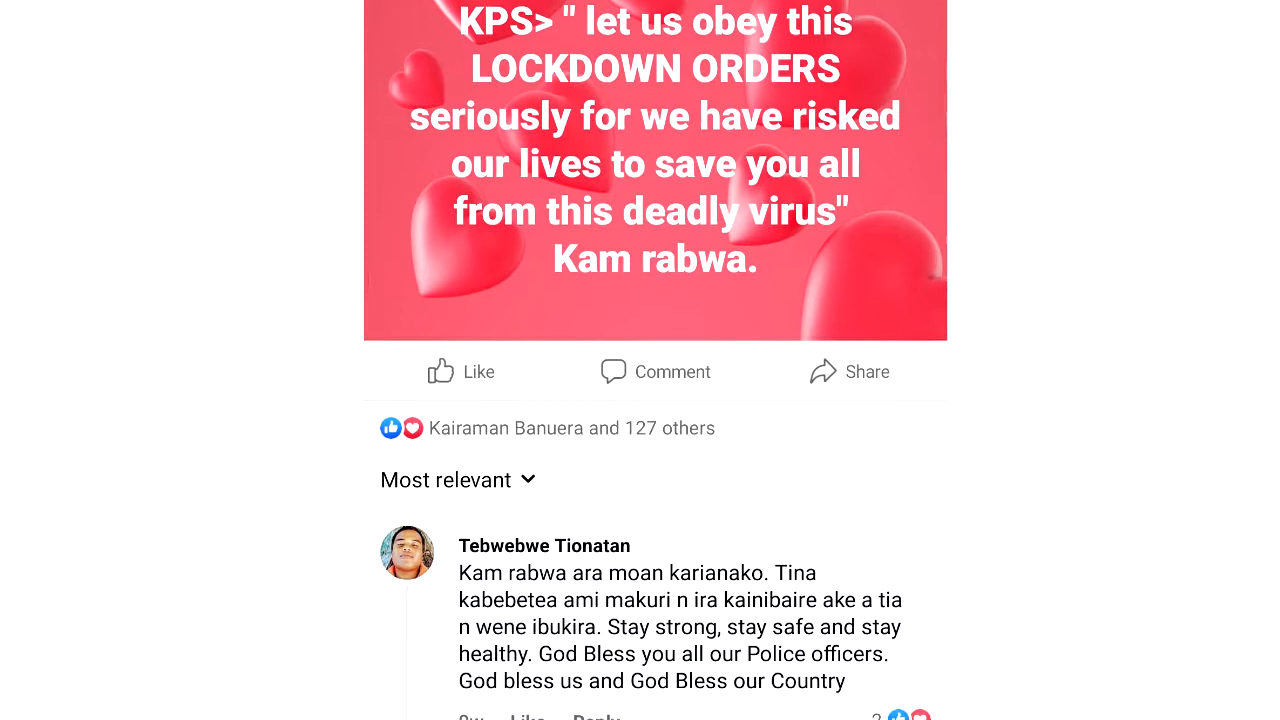 KPS> " let us obey this
LOCKDOWN ORDERS
seriously for we have risked
our lives to save you all
from this deadly virus"
Kam rabwa.
Like Comment Share
Kairaman Banuera and 127 others
Most relevant
Tebwebwe Tionatan
Kam rabwa ara moan karianako. Tina
kabebetea ami makuri n ira kainibaire ake a tia
n wene ibukira. Stay strong, stay safe and stay
healthy. God Bless you all our Police officers.
God bless us and God Bless our Country
Like Reply